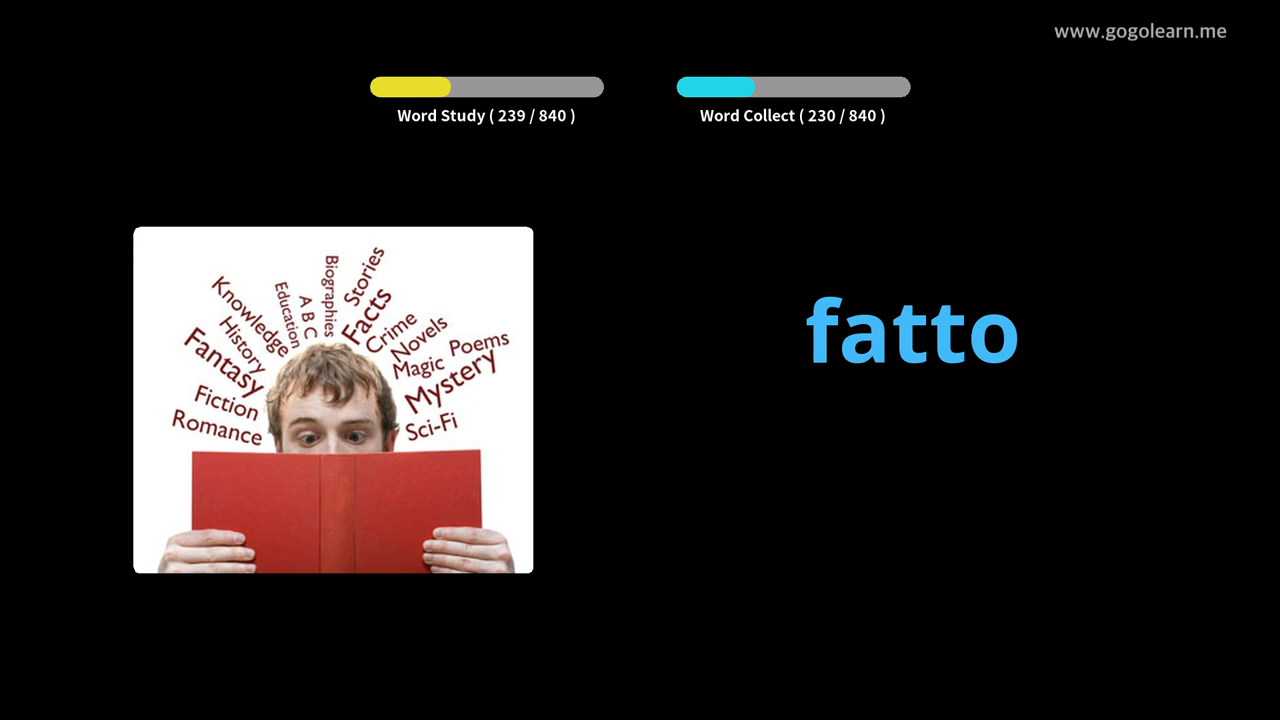 www.gogolearn.me
Word Study ( 239 / 840 )
Word Collect ( 230 / 840 )
Biographies
Stories
Knowledge
Education
A B C
Facts
Crime
History
Novels
Poems
Fantasy
Magic
Mystery
Fiction
Romance
Sci-Fi
fatto